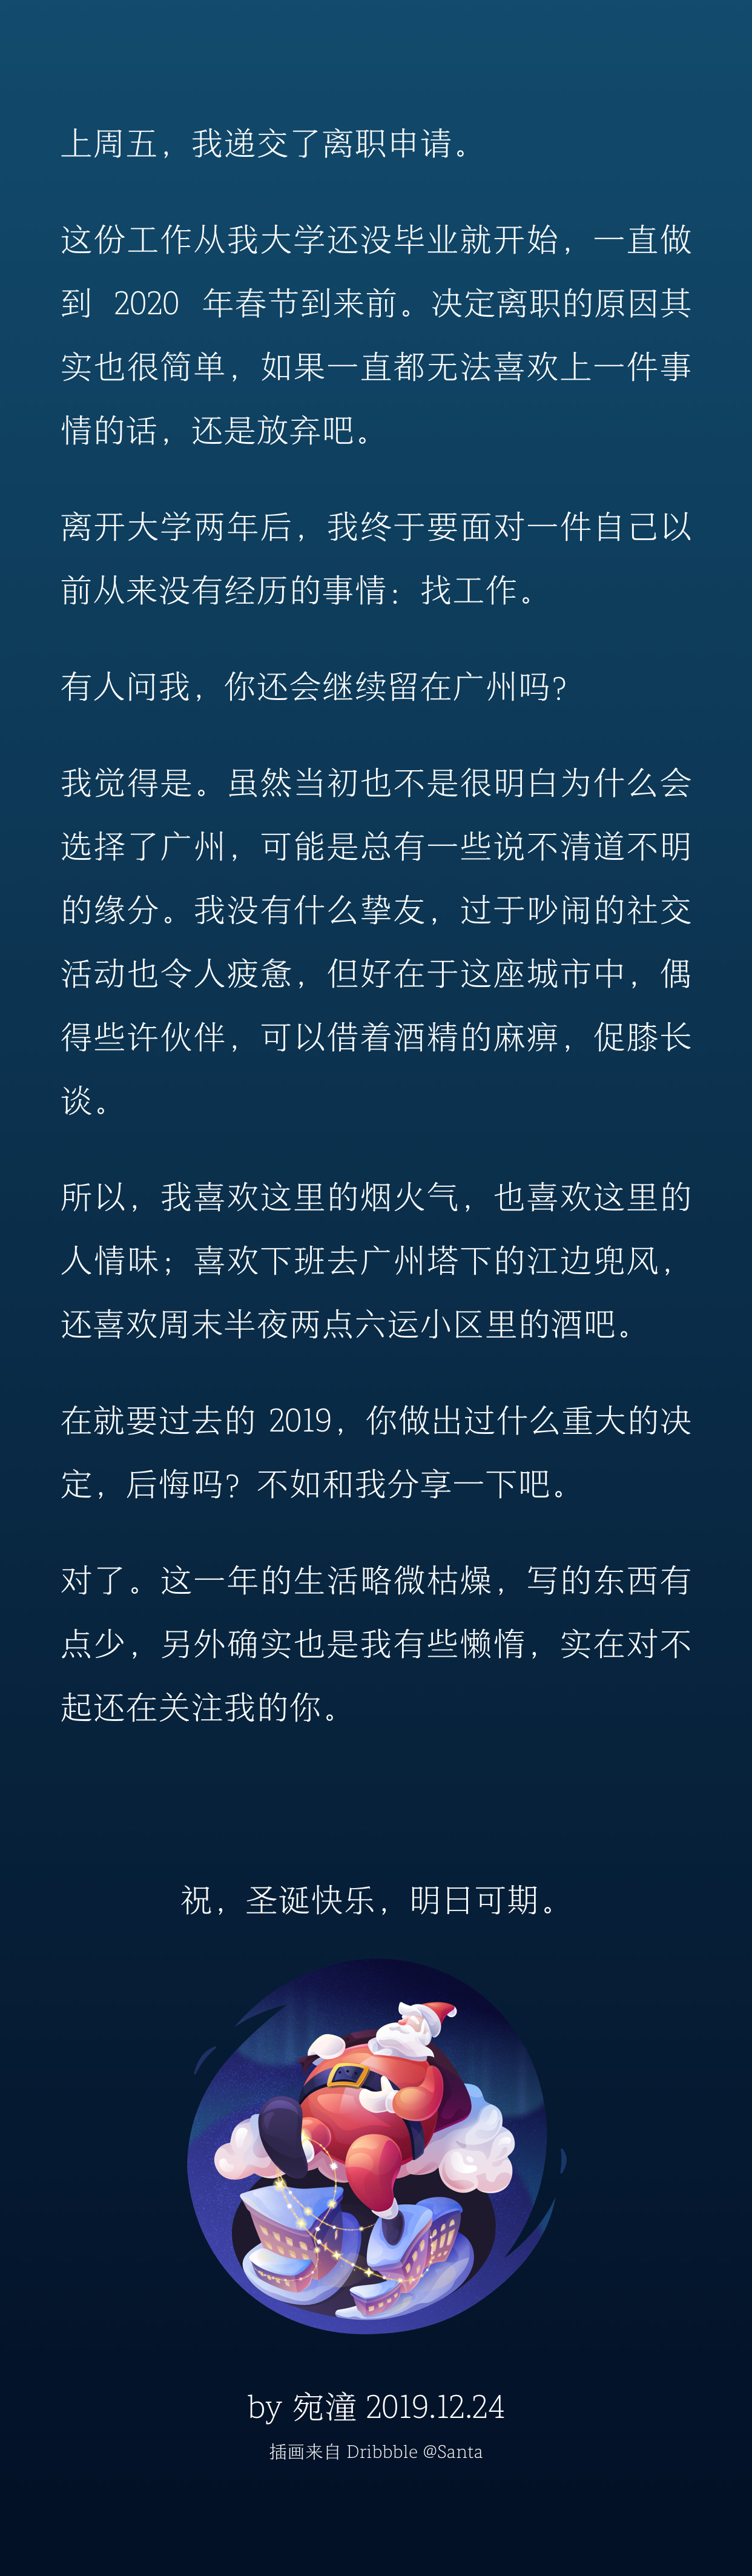 上周五，我递交了离职申请。
这份工作从我大学还没毕业就开始，一直做
到 2020 年春节到来前。决定离职的原因其
实也很简单，如果一直都无法喜欢上一件事
情的话，还是放弃吧。
离开大学两年后，我终于要面对一件自己以
前从来没有经历的事情：找工作。
有人问我，你还会继续留在广州吗？
我觉得是。虽然当初也不是很明白为什么会
选择了广州，可能是总有一些说不清道不明
的缘分。我没有什么挚友，过于吵闹的社交
活动也令人疲惫，但好在于这座城市中，偶
得些许伙伴，可以借着酒精的麻痹，促膝长
谈。
所以，我喜欢这里的烟火气，也喜欢这里的
人情味；喜欢下班去广州塔下的江边兜风，
还喜欢周末半夜两点六运小区里的酒吧。
在就要过去的 2019，你做出过什么重大的决
定，后悔吗？不如和我分享一下吧。
对了。这一年的生活略微枯燥，写的东西有
点少，另外确实也是我有些懒惰，实在对不
起还在关注我的你。
祝，圣诞快乐，明日可期。
by 宛潼 2019.12.24
插画来自 Dribbble @Santa